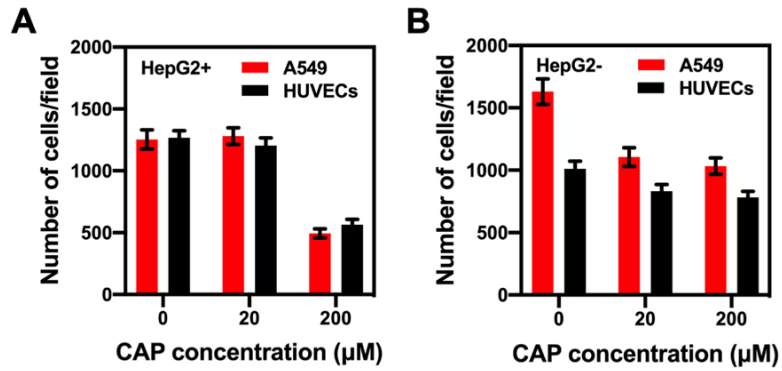 A
Number of cells/field
2000
1500
1000
500
0
HepG2+
A549
HUVECs
0 20 200
CAP concentration (μM)
B
Number of cells/field
2000
1500
1000
500
0
HepG2-
A549
HUVECs
0 20 200
CAP concentration (μM)